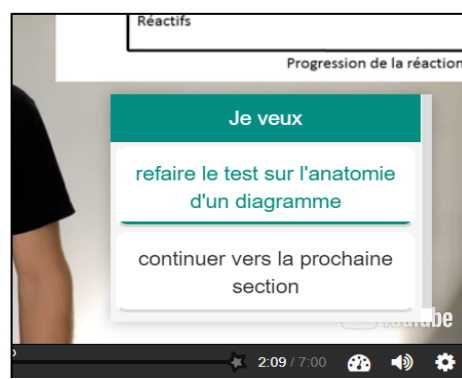 Réactifs
Progression de la réaction
Je veux
refaire le test sur l'anatomie
d'un diagramme
continuer vers la prochaine
section
YouTube
2:09 / 7:00